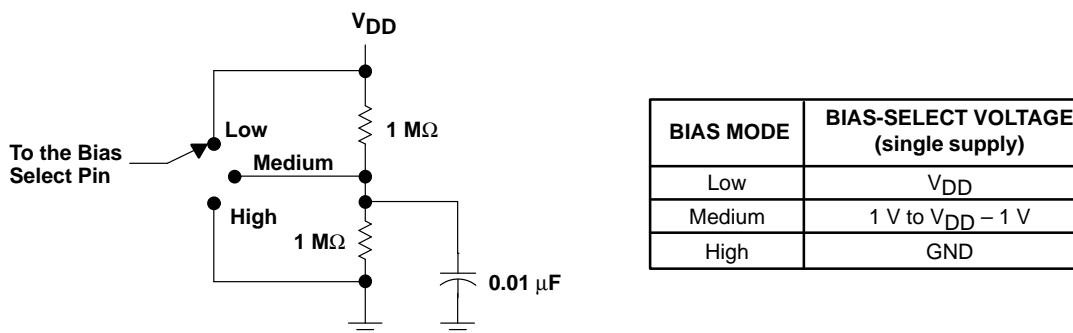 VDD
1 MΩ
Low
To the Bias
Select Pin
Medium
High
1 MΩ
0.01 µF
BIAS MODE
BIAS-SELECT VOLTAGE
(single supply)
Low
VDD
Medium
1 V to VDD – 1 V
High
GND